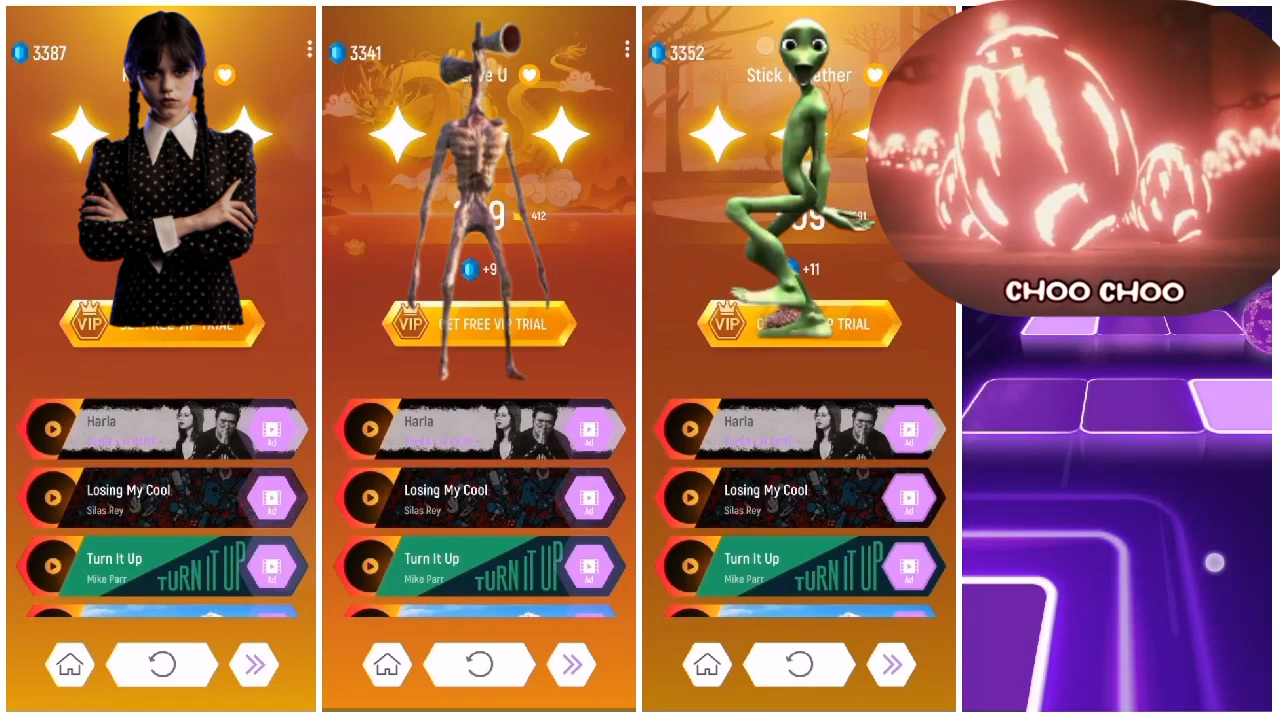 3387
VIP
Harla
Losing My Cool
Silas Rey
Ad
Turn It Up
Mike Parr
TURN IT UP
Ad
3341
U
9
412
+9
VIP
GET FREE VIP TRIAL
Harla
Ad
Losing My Cool
Silas Rey
Ad
Turn It Up
Mike Parr
TURN IT UP
Ad
3352
Stick
+11
VIP
TRIAL
Harla
Ad
Losing My Cool
Silas Rey
Ad
Turn It Up
Mike Parr
TURN IT UP
Ad
CHOO CHOO